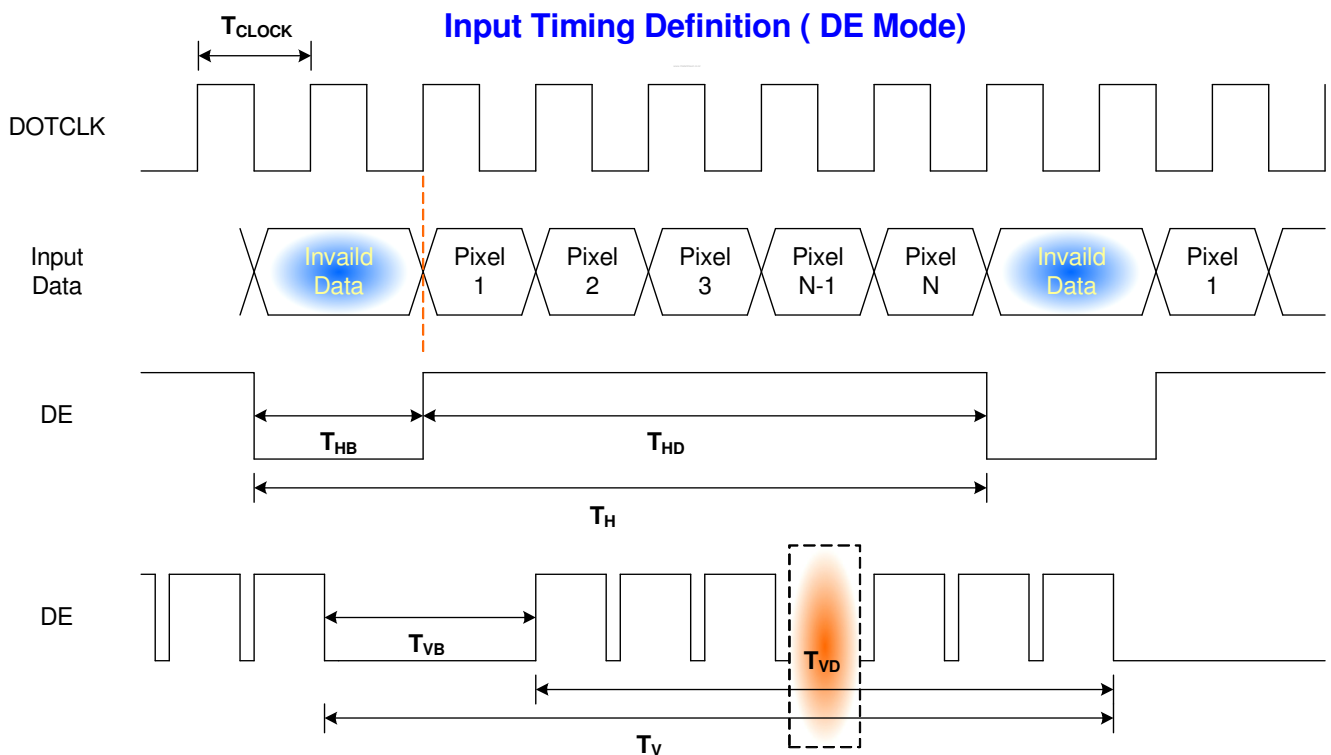 Input Timing Definition ( DE Mode)
TCLOCK
DOTCLK
Input
Data
Invaild
Data
Pixel
1
Pixel
2
Pixel
3
Pixel
N-1
Pixel
N
Invaild
Data
Pixel
1
DE
THB
THD
TH
DE
TVB
TVD
TV